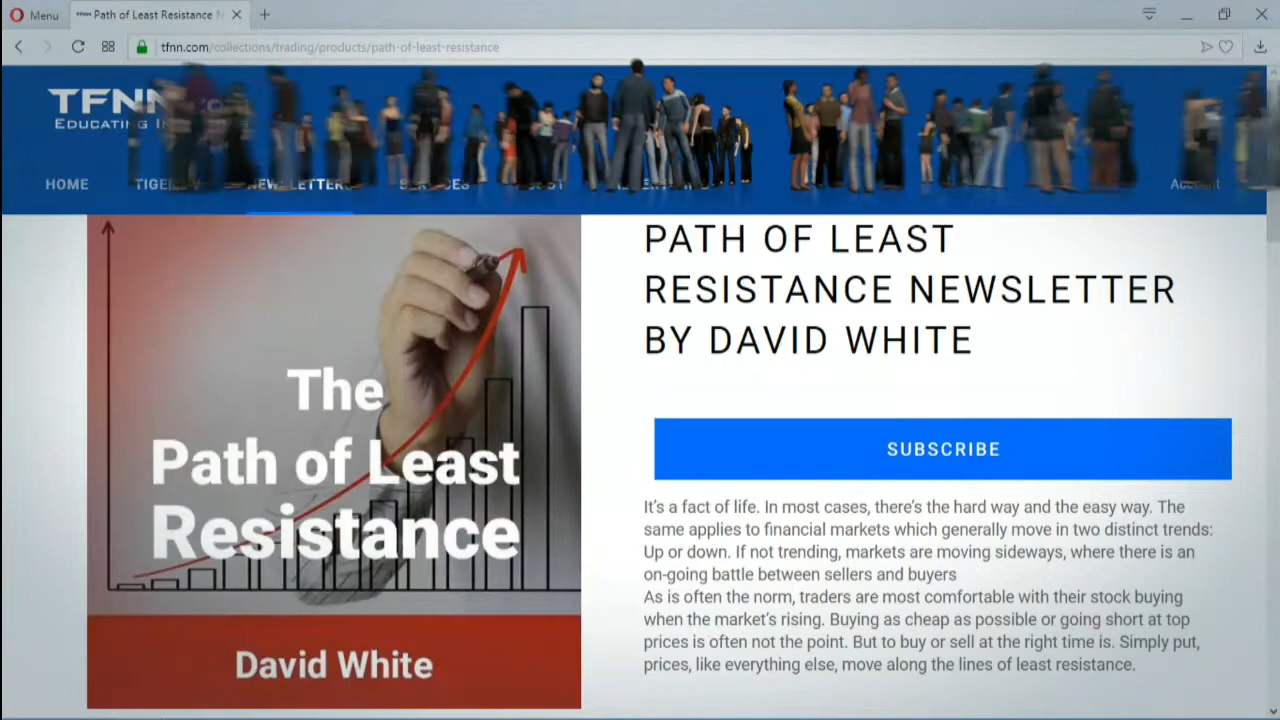 Menu
Path of Least Resistance
tfnn.com/collections/trading/products/path-of-least-resistance
TFNN
EDUCATING
HOME
NEWSLETTERS
SERVICES
PATH OF LEAST
RESISTANCE NEWSLETTER
BY DAVID WHITE
The
Path of Least
Resistance
David White
SUBSCRIBE
It's a fact of life. In most cases, there's the hard way and the easy way. The
same applies to financial markets which generally move in two distinct trends:
Up or down. If not trending, markets are moving sideways, where there is an
on-going battle between sellers and buyers
As is often the norm, traders are most comfortable with their stock buying
when the market's rising. Buying as cheap as possible or going short at top
prices is often not the point. But to buy or sell at the right time is. Simply put,
prices, like everything else, move along the lines of least resistance.